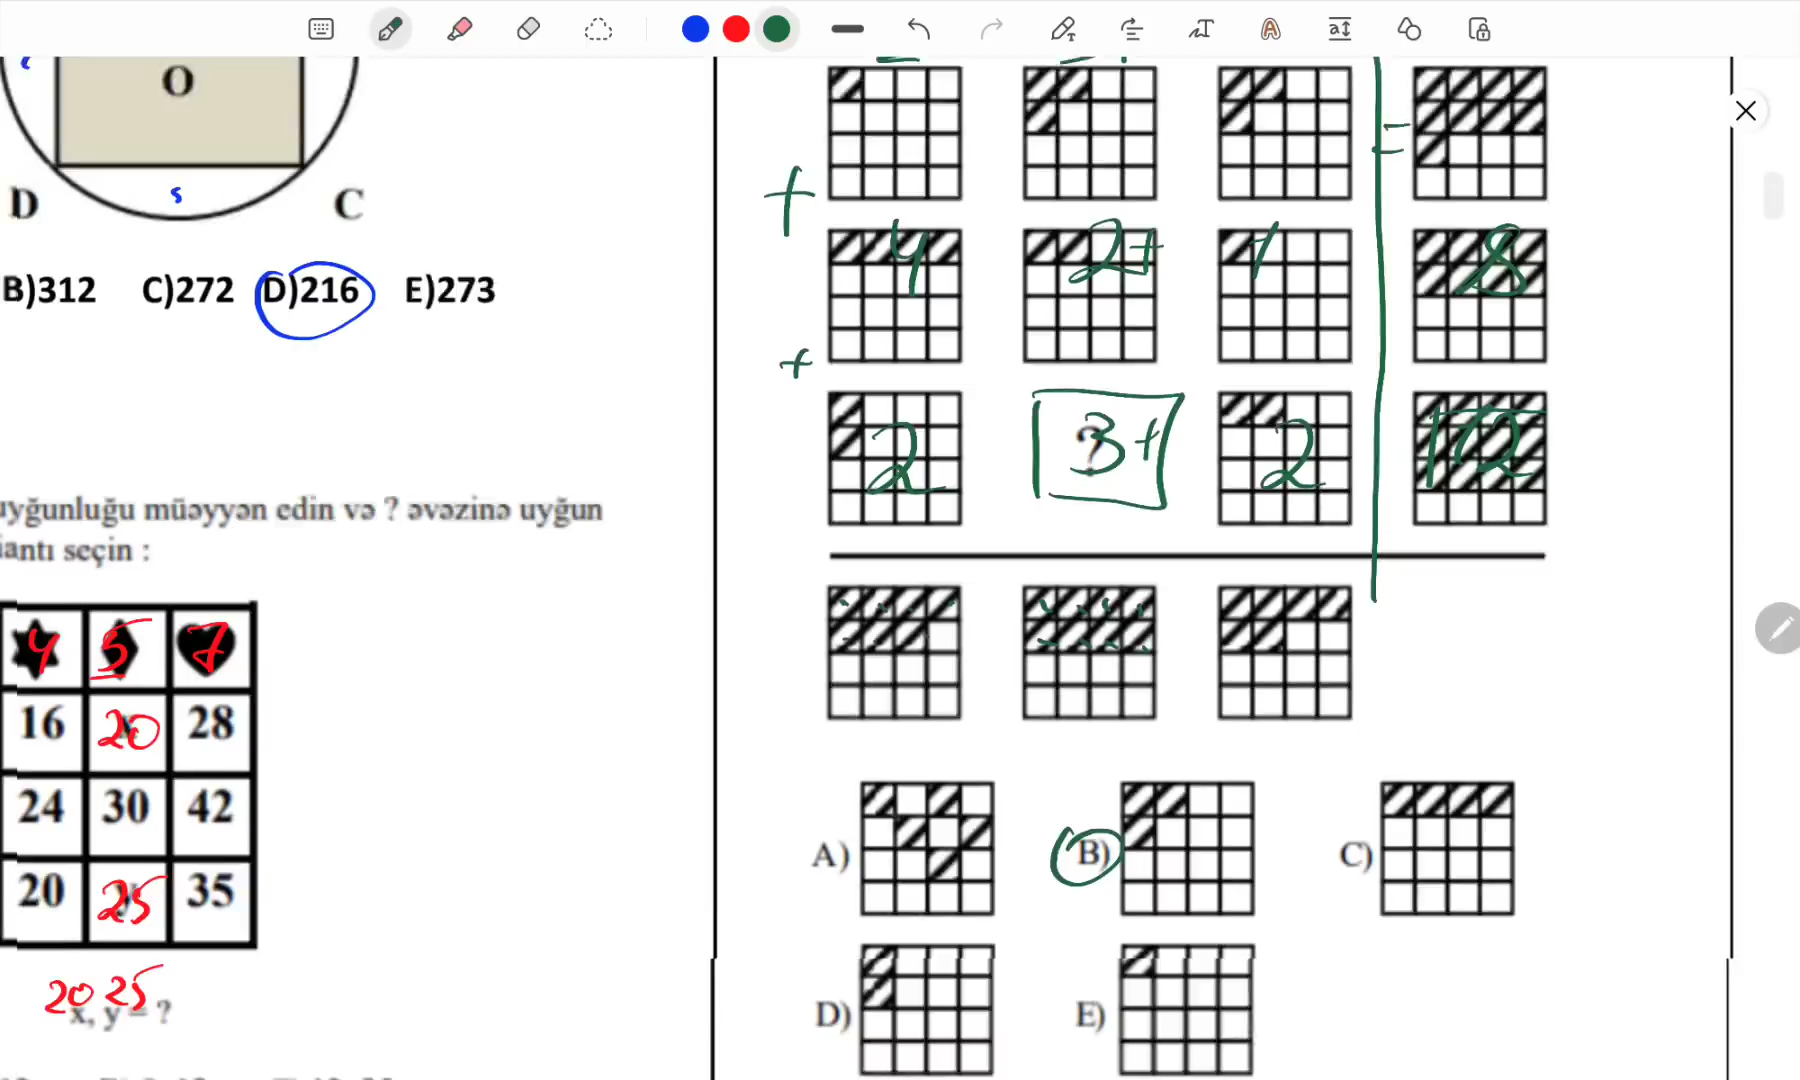 O
s
D C
B)312 C)272 D)216 E)273
uyğunluğu müəyyən edin və ? əvəzinə uyğun
iantı seçin :
4 5 7
16 20 28
24 30 42
20 25 35
20 25
x, y = ?
=
+
4 2+ 1 8
+
2 3+ 2 12
A) B) C)
D) E)